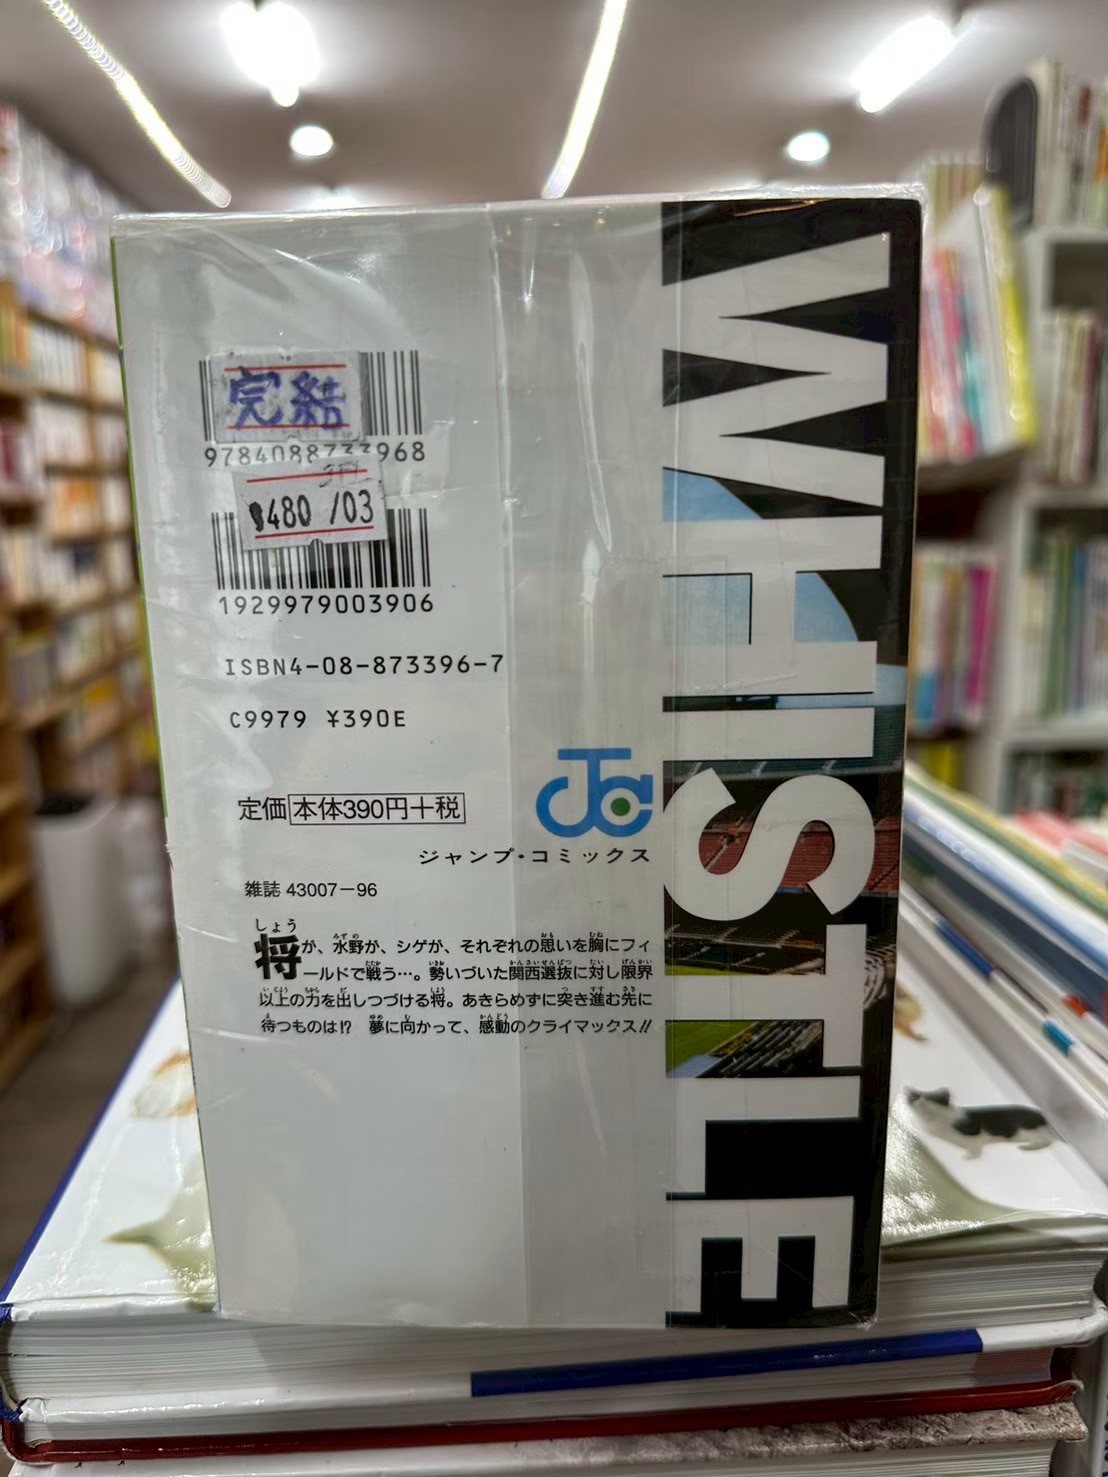 完結
9784088733968
480 /03
1929979003906
ISBN4-08-873396-7
C9979 ¥390E
定価 本体390円十税
JC
ジャンプ・コミックス
雑誌 43007-96
将が、水野が、シゲが、それぞれの思いを胸にフィ
ールドで戦う…。勢いづいた関西選抜に対し限界
以上の力を出しつづける将。あきらめずに突き進む先に
待つものは!? 夢に向かって、感動のクライマックス!!
WHISTLE